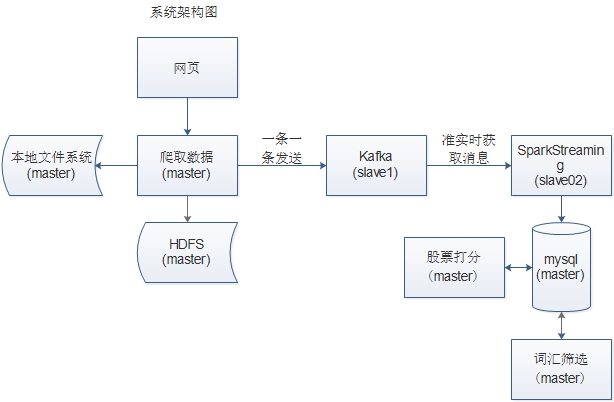 系统架构图
网页
本地文件系统
(master)
爬取数据
(master)
一条一
条发送
Kafka
(slave1)
准实时获
取消息
SparkStreamin
g
(slave02)
HDFS
(master)
股票打分
（master）
mysql
(master)
词汇筛选
（master）